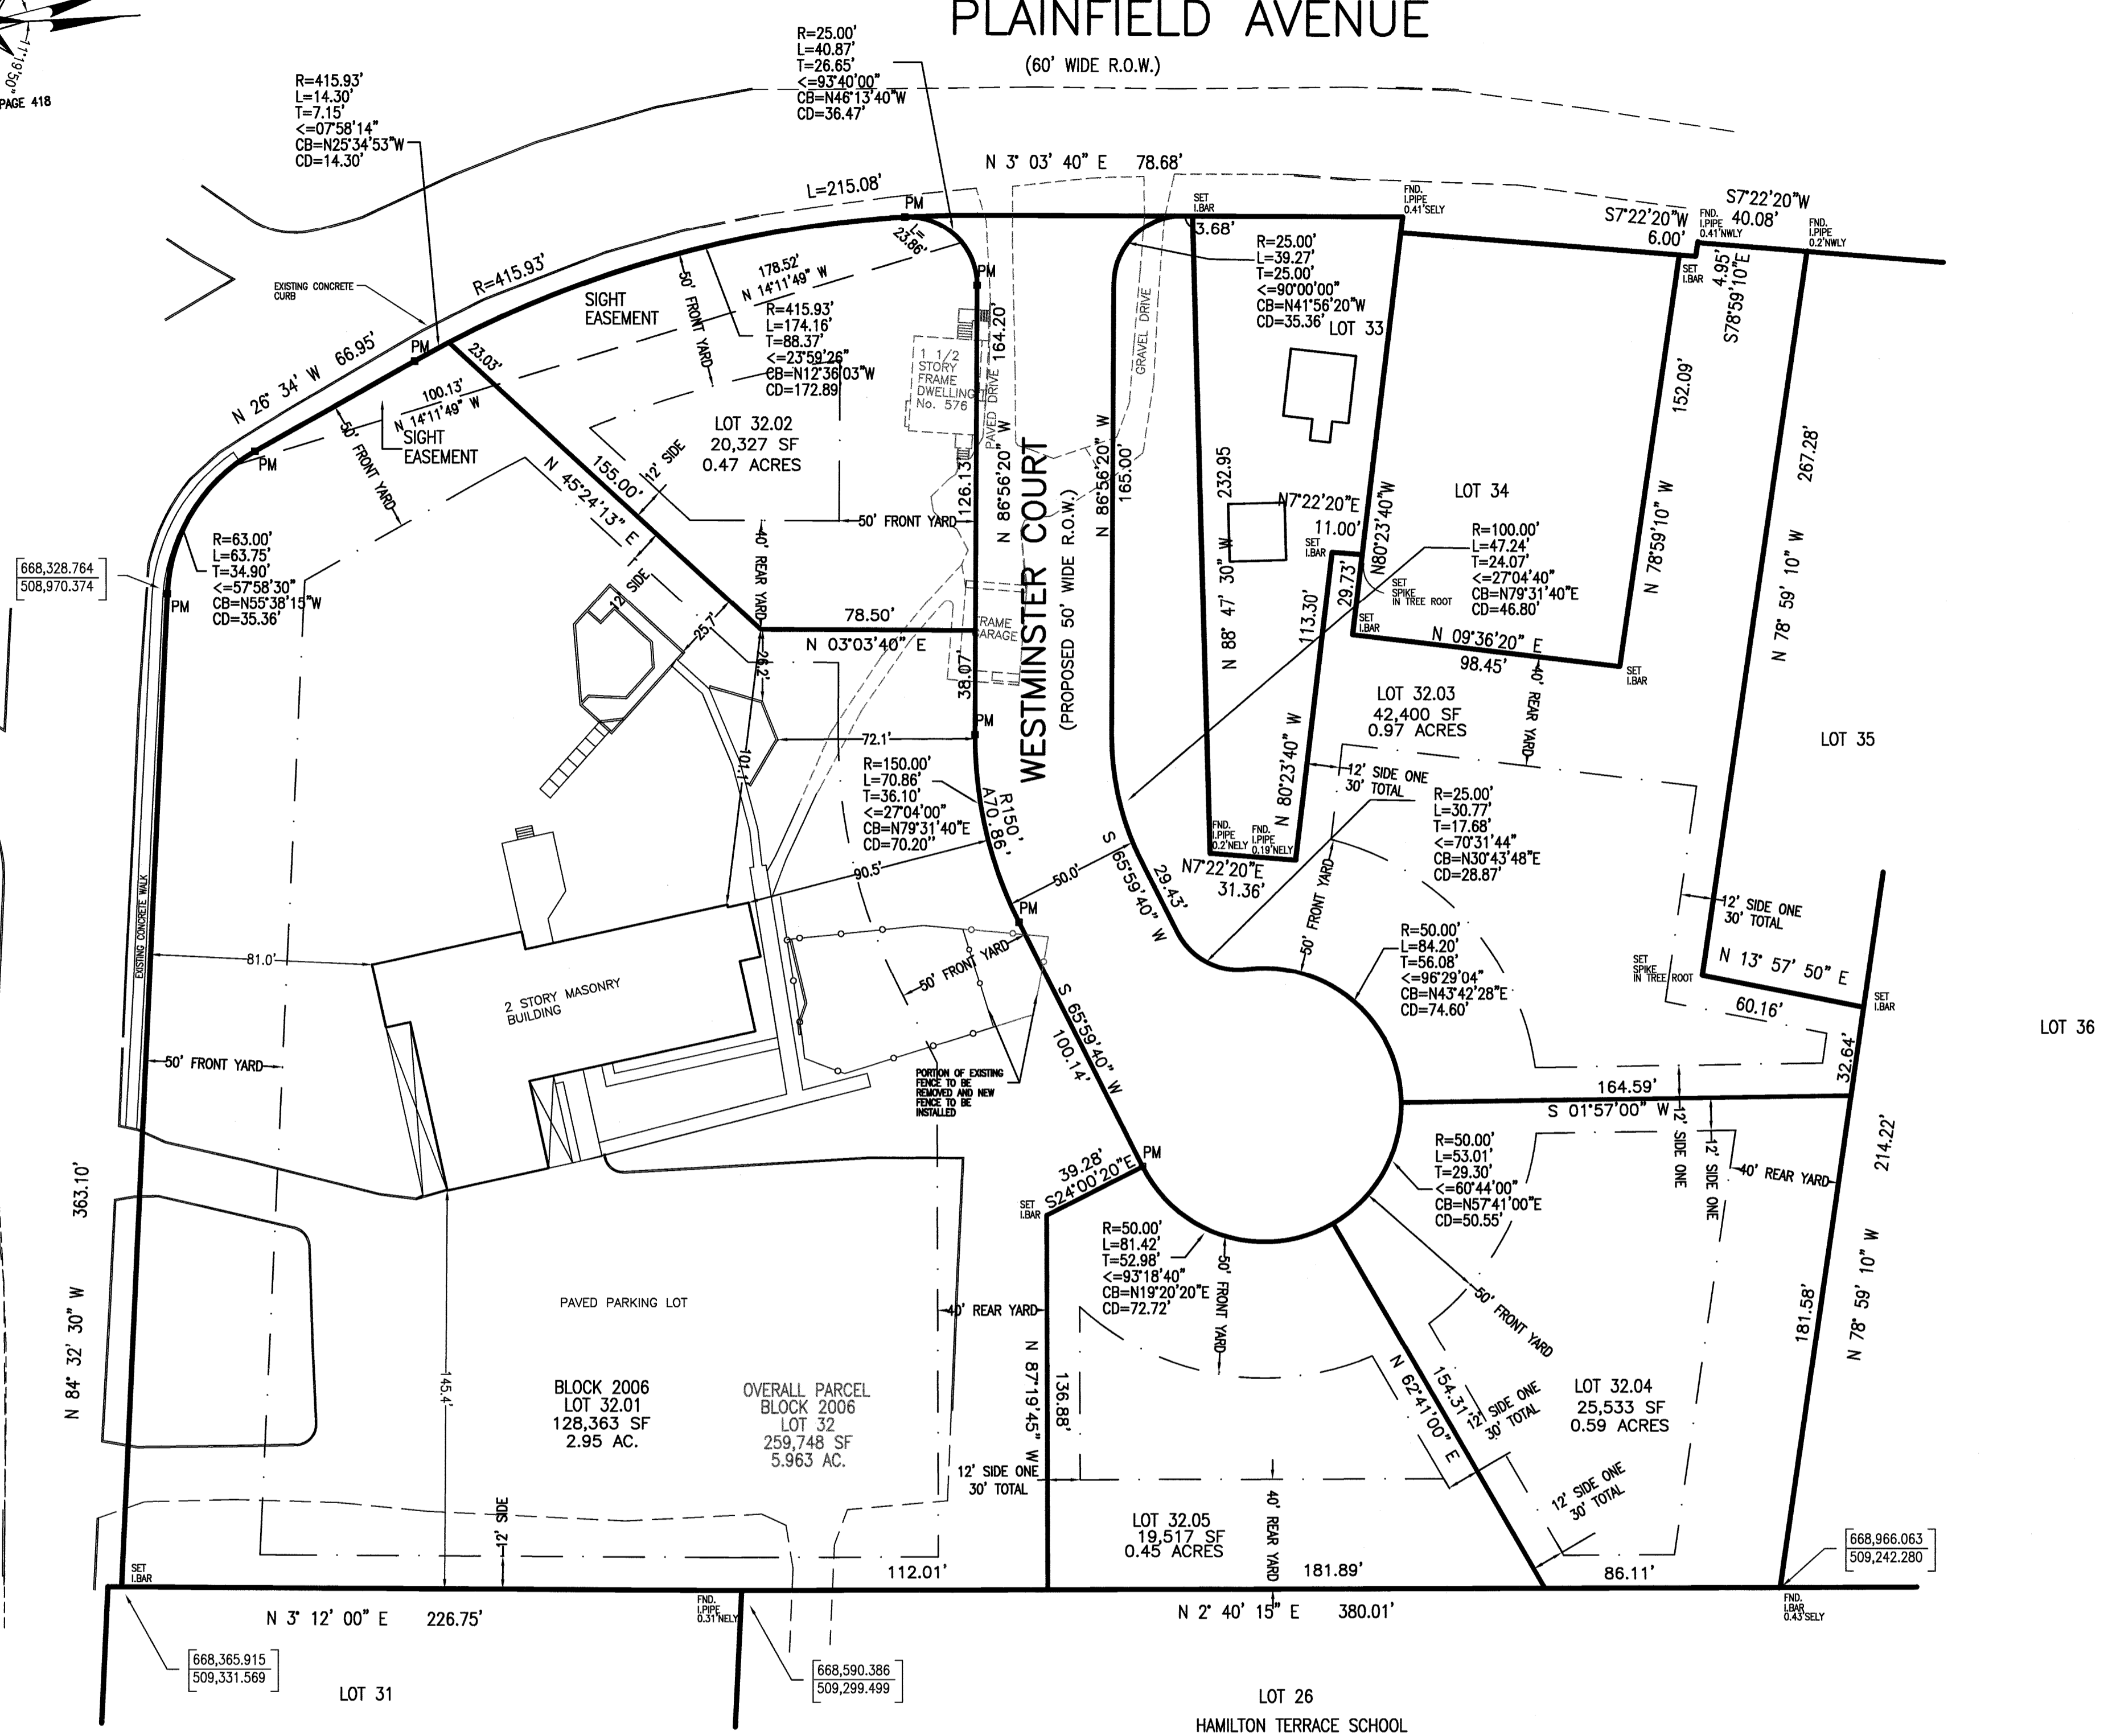 PLAINFIELD AVENUE
(60' WIDE R.O.W.)
11°19'50"
PAGE 418
R=415.93'
L=14.30'
T=7.15'
<=07°58'14"
CB=N25°34'53"W
CD=14.30'
R=25.00'
L=40.87'
T=26.65'
<=93°40'00"
CB=N46°13'40"W
CD=36.47'
N 3° 03' 40" E 78.68'
L=215.08'
PM
L=
23.86'
PM
SET
I.BAR
3.68'
FND.
I.PIPE
0.41'SELY
S7°22'20"W
6.00'
FND.
I.PIPE
0.41'NWLY
S7°22'20"W
40.08'
FND.
I.PIPE
0.2'NWLY
SET
I.BAR
4.95'
S78°59'10"E
R=415.93'
EXISTING CONCRETE
CURB
SIGHT
EASEMENT
50' FRONT YARD
178.52'
N 14°11'49" W
R=415.93'
L=174.16'
T=88.37'
<=23°59'26"
CB=N12°36'03"W
CD=172.89
R=25.00'
L=39.27'
T=25.00'
<=90°00'00"
CB=N41°56'20"W
CD=35.36'
LOT 33
N 26° 34' W 66.95'
PM
23.03'
100.13'
N 14°11'49" W
SIGHT
EASEMENT
50' FRONT YARD
PM
1 1/2
STORY
FRAME
DWELLING
No. 576
PAVED DRIVE
164.20'
GRAVEL DRIVE
LOT 32.02
20,327 SF
0.47 ACRES
12' SIDE
155.00'
N 45°24'13" E
12' SIDE
50' FRONT YARD
40' REAR YARD
126.13'
N 86°56'20" W
WESTMINSTER COURT
(PROPOSED 50' WIDE R.O.W.)
N 86°56'20" W
165.00'
232.95
N 88° 47' 30" W
N7°22'20"E
11.00'
SET
I.BAR
N80°23'40"W
29.73'
SET
SPIKE
IN TREE ROOT
SET
I.BAR
113.30'
N 80°23'40" W
LOT 34
R=100.00'
L=47.24'
T=24.07
<=27°04'40"
CB=N79°31'40"E
CD=46.80'
152.09'
N 78°59'10" W
267.28'
N 78° 59' 10" W
N 09°36'20" E
98.45'
SET
I.BAR
668,328.764
508,970.374
PM
R=63.00'
L=63.75'
T=34.90'
<=57°58'30"
CB=N55°38'15"W
CD=35.36'
25.7'
78.50'
N 03°03'40" E
FRAME
GARAGE
26.2'
38.07'
PM
72.1'
101.1'
LOT 32.03
42,400 SF
0.97 ACRES
40' REAR YARD
LOT 35
R=150.00'
L=70.86'
T=36.10'
<=27°04'00"
CB=N79°31'40"E
CD=70.20"
R150'
A70.86'
90.5'
50.0'
12' SIDE ONE
30' TOTAL
R=25.00'
L=30.77'
T=17.68'
<=70°31'44"
CB=N30°43'48"E
CD=28.87'
FND.
I.PIPE
0.2'NELY
FND.
I.PIPE
0.19'NELY
N7°22'20"E
31.36'
S 65°59'40" W
29.43'
PM
50' FRONT YARD
50' FRONT YARD
12' SIDE ONE
30' TOTAL
EXISTING CONCRETE WALK
81.0'
2 STORY MASONRY
BUILDING
R=50.00'
L=84.20'
T=56.08'
<=96°29'04"
CB=N43°42'28"E
CD=74.60'
SET
SPIKE
IN TREE ROOT
N 13° 57' 50" E
60.16'
SET
I.BAR
LOT 36
50' FRONT YARD
PORTION OF EXISTING
FENCE TO BE
REMOVED AND NEW
FENCE TO BE
INSTALLED
S 65°59'40" W
100.14'
164.59'
S 01°57'00" W
32.64'
12' SIDE ONE
12' SIDE ONE
40' REAR YARD
214.22'
N 78° 59' 10" W
181.58'
39.28'
S24°00'20"E
PM
SET
I.BAR
R=50.00'
L=53.01'
T=29.30'
<=60°44'00"
CB=N57°41'00"E
CD=50.55'
R=50.00'
L=81.42'
T=52.98'
<=93°18'40"
CB=N19°20'20"E
CD=72.72'
50' FRONT YARD
50' FRONT YARD
363.10'
N 84° 32' 30" W
PAVED PARKING LOT
40' REAR YARD
145.4'
BLOCK 2006
LOT 32.01
128,363 SF
2.95 AC.
OVERALL PARCEL
BLOCK 2006
LOT 32
259,748 SF
5.963 AC.
N 87°19'45" W
136.88'
12' SIDE ONE
30' TOTAL
N 62°41'00" E
154.31'
12' SIDE ONE
30' TOTAL
LOT 32.04
25,533 SF
0.59 ACRES
12' SIDE ONE
30' TOTAL
12' SIDE
LOT 32.05
19,517 SF
0.45 ACRES
40' REAR YARD
668,966.063
509,242.280
SET
I.BAR
112.01'
181.89'
86.11'
N 3° 12' 00" E 226.75'
FND.
I.PIPE
0.31'NELY
N 2° 40' 15" E 380.01'
FND.
I.BAR
0.43'SELY
668,365.915
509,331.569
668,590.386
509,299.499
LOT 31
LOT 26
HAMILTON TERRACE SCHOOL